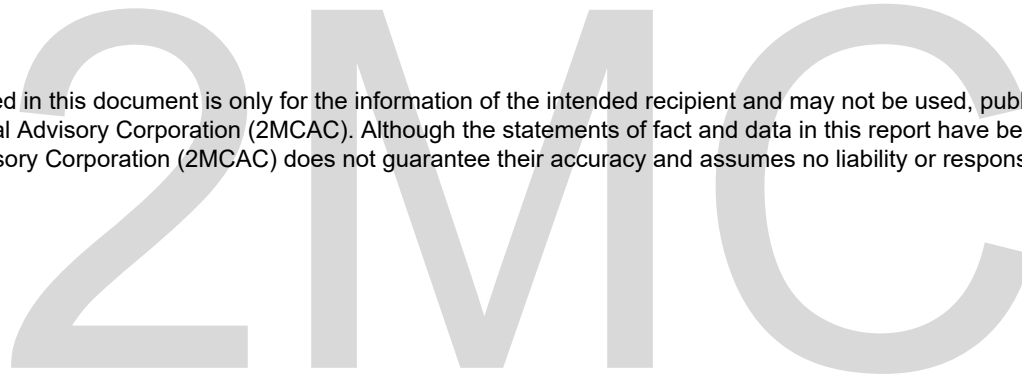 ed in this document is only for the information of the intended recipient and may not be used, publ
al Advisory Corporation (2MCAC). Although the statements of fact and data in this report have be
sory Corporation (2MCAC) does not guarantee their accuracy and assumes no liability or respons
2MC